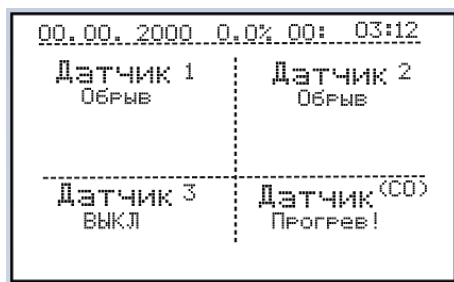 00.00. 2000 0.0% 00: 03:12
Датчик 1
Обрыв
Датчик 2
Обрыв
Датчик 3
ВЫКЛ
Датчик (CO)
Прогрев!